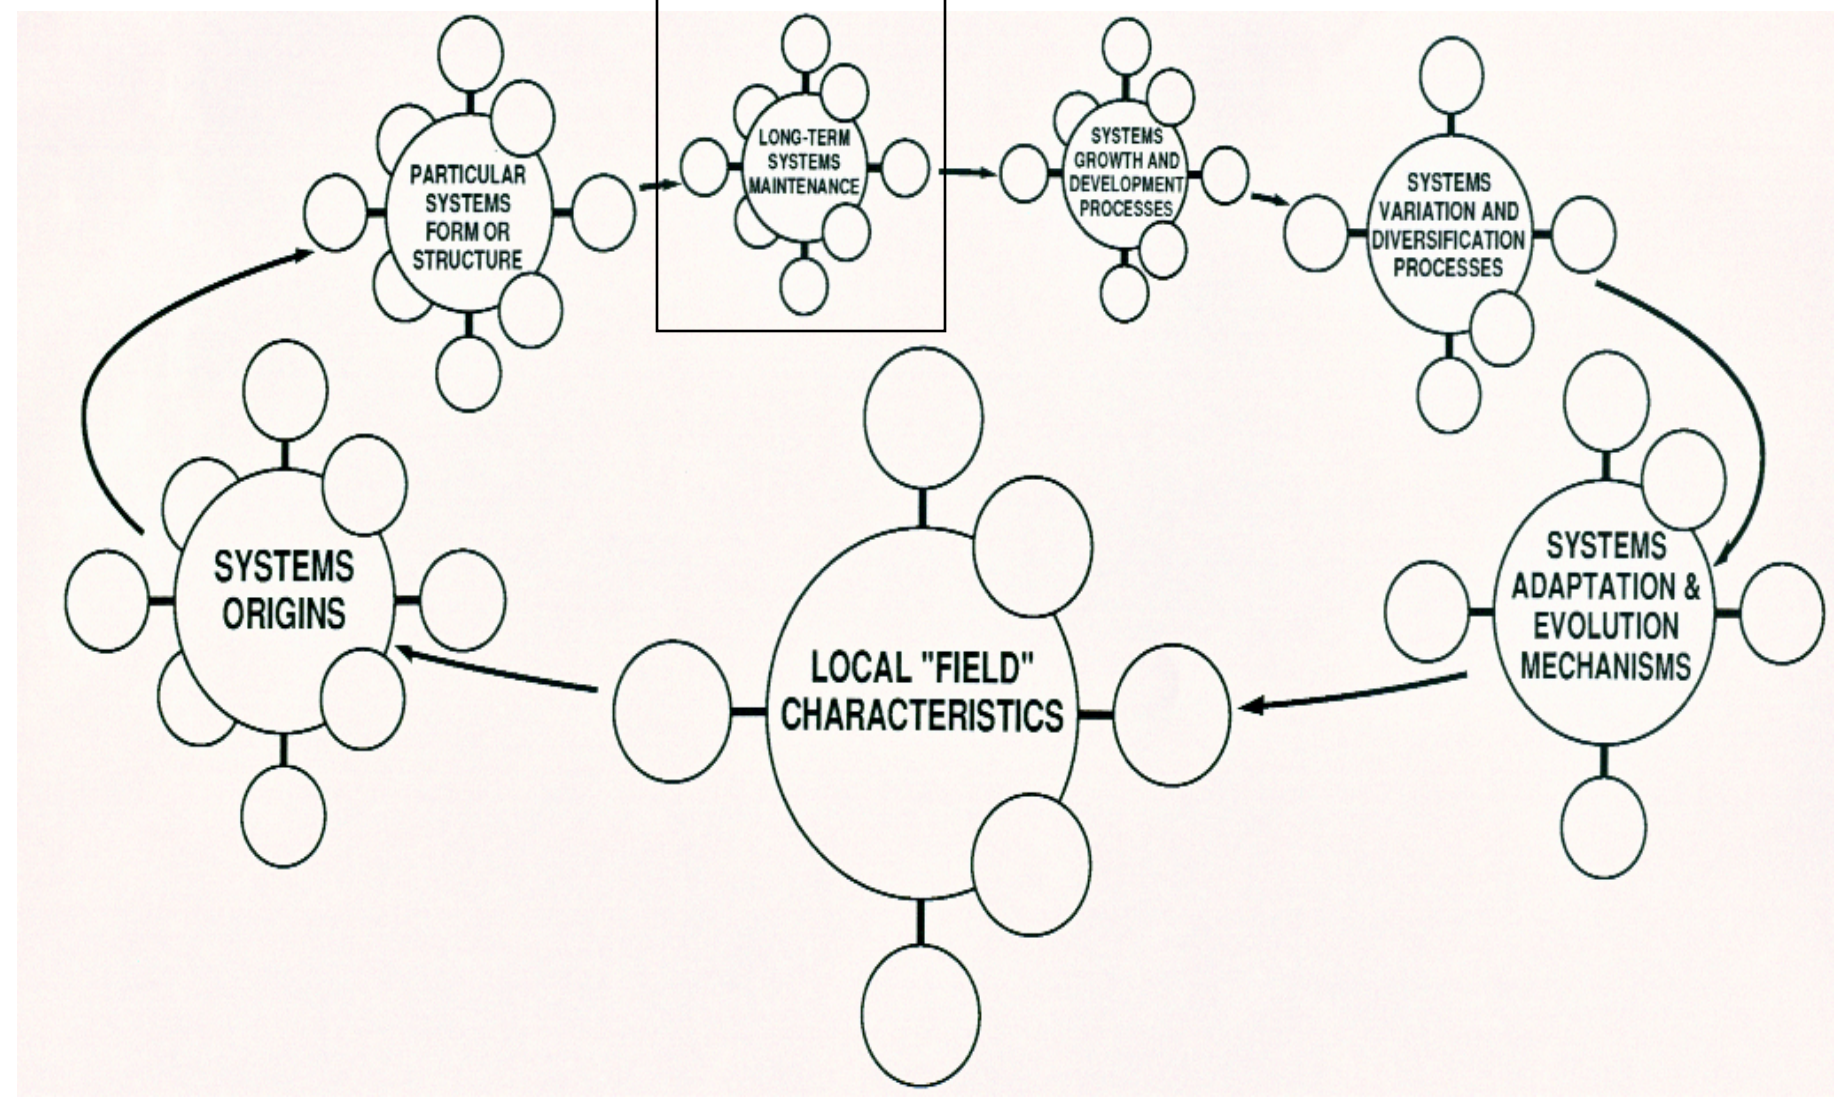 PARTICULAR
SYSTEMS
FORM OR
STRUCTURE
LONG-TERM
SYSTEMS
MAINTENANCE
SYSTEMS
GROWTH AND
DEVELOPMENT
PROCESSES
SYSTEMS
VARIATION AND
DIVERSIFICATION
PROCESSES
SYSTEMS
ORIGINS
LOCAL "FIELD"
CHARACTERISTICS
SYSTEMS
ADAPTATION &
EVOLUTION
MECHANISMS